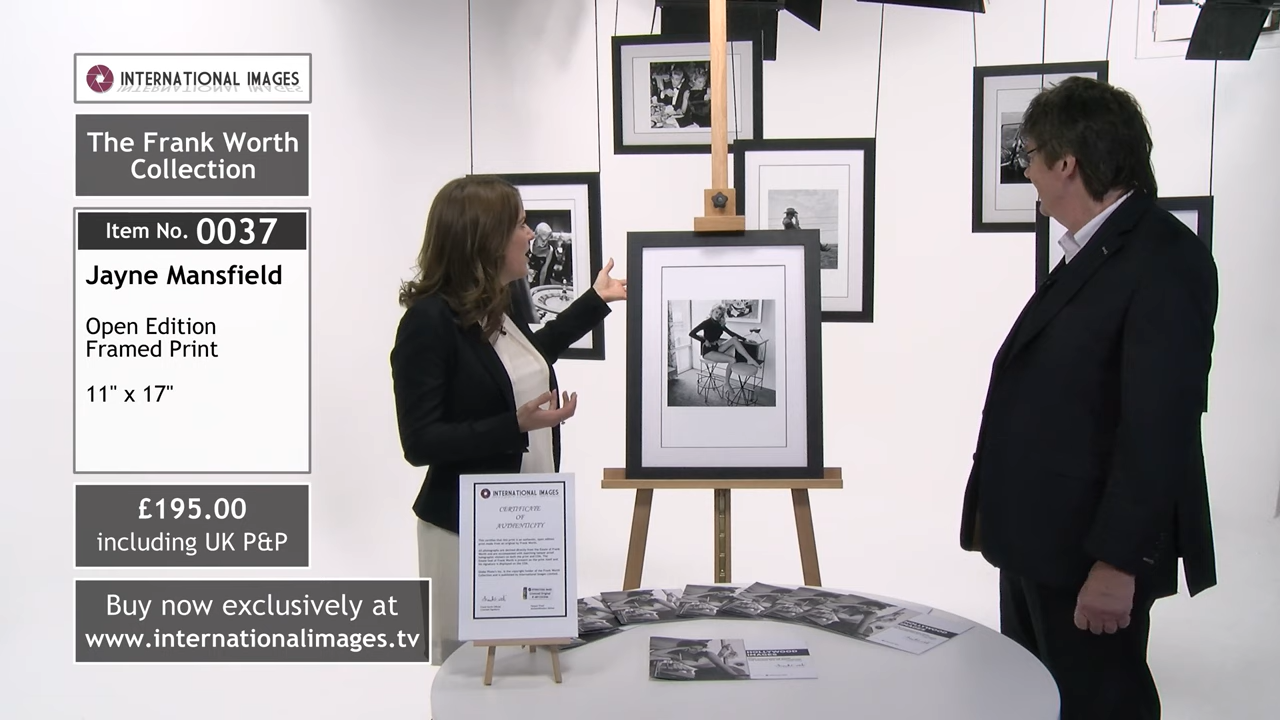 INTERNATIONAL IMAGES
The Frank Worth
Collection
Item No. 0037
Jayne Mansfield
Open Edition
Framed Print
11" x 17"
£195.00
including UK P&P
Buy now exclusively at
www.internationalimages.tv
INTERNATIONAL IMAGES
CERTIFICATE
OF
AUTHENTICITY
HOLLYWOOD
IMAGES